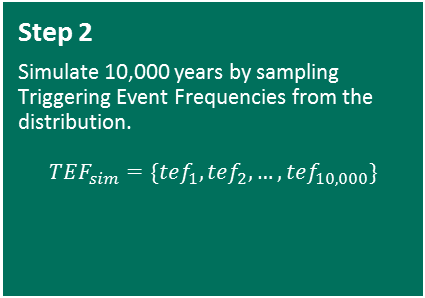 Step 2
Simulate 10,000 years by sampling
Triggering Event Frequencies from the
distribution.
TEF_sim = {tef_1, tef_2, … , tef_10,000}